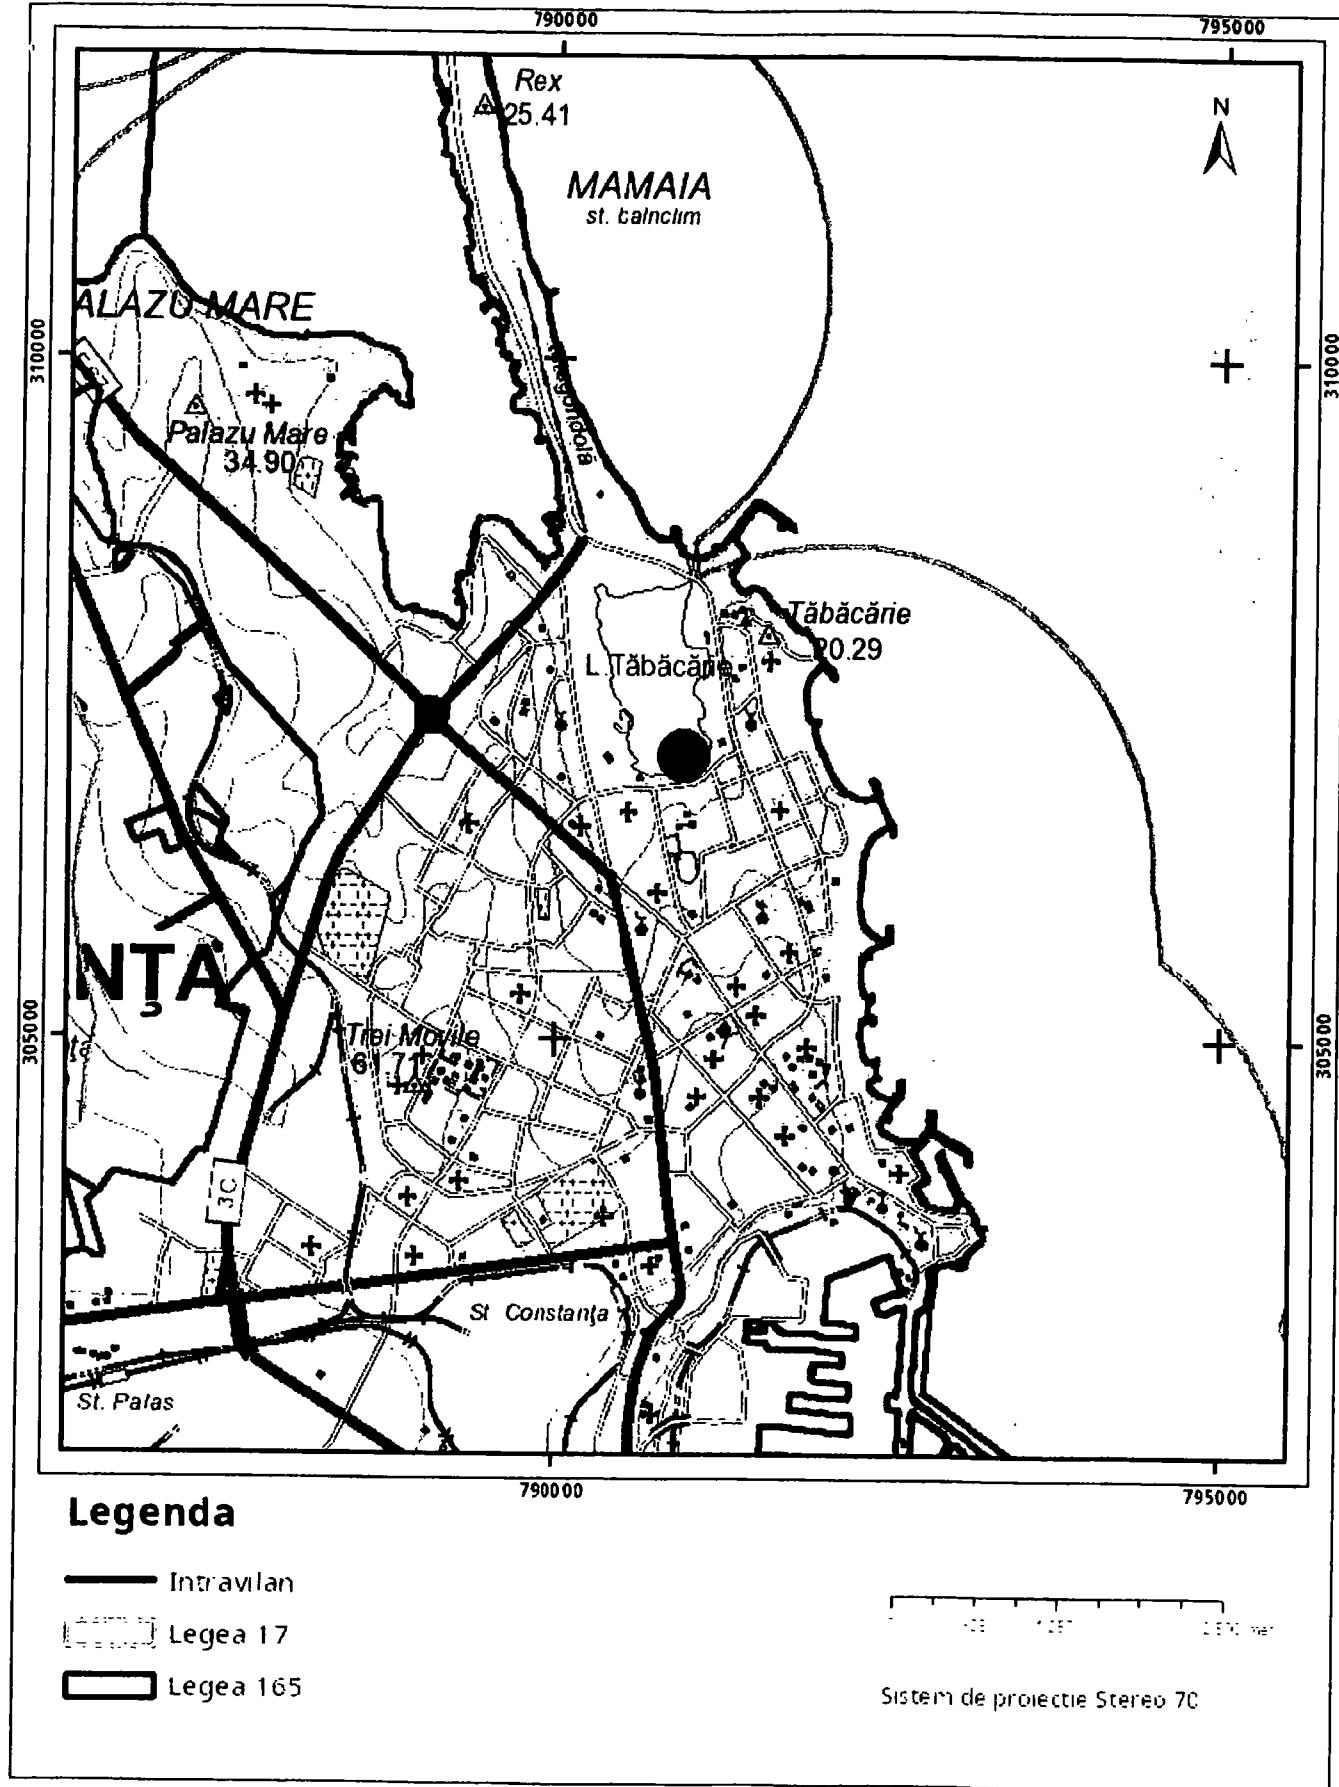 790000
795000
Rex
25.41
N
MAMAIA
ALAZU MARE
310000
310000
Palazu Mare
34.90
Tăbăcărie
20.29
L. Tăbăcărie
NȚA
305000
305000
Trei Movile
71
3C
St Constanţa
St. Palas
790000
795000
Legenda
Intravilan
Legea 17
Legea 165
Sistem de proiectie Stereo 70